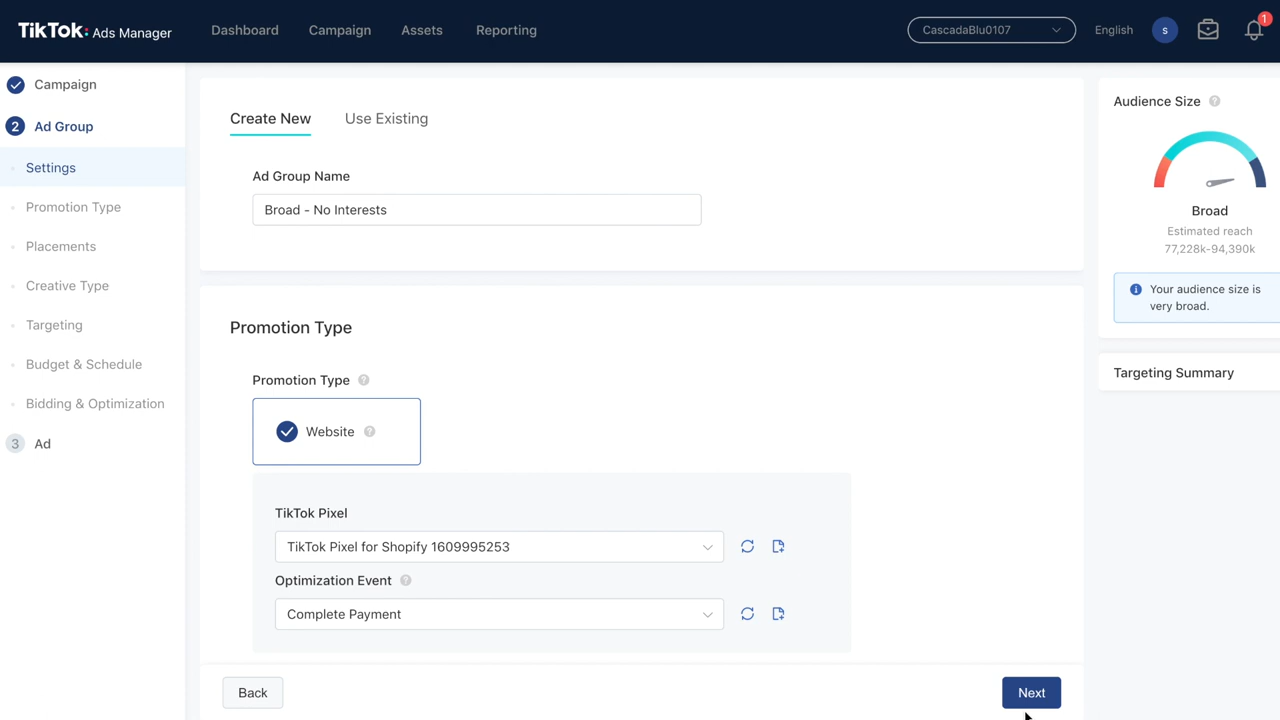 TikTok: Ads Manager
Dashboard
Campaign
Assets
Reporting
CascadaBlu0107
English
s
1
Campaign
2
Ad Group
Settings
Promotion Type
Placements
Creative Type
Targeting
Budget & Schedule
Bidding & Optimization
3
Ad
Create New
Use Existing
Ad Group Name
Broad - No Interests
Promotion Type
Promotion Type ?
Website ?
TikTok Pixel
TikTok Pixel for Shopify 1609995253
Optimization Event ?
Complete Payment
Back
Next
Audience Size ?
Broad
Estimated reach
77,228k-94,390k
i Your audience size is
very broad.
Targeting Summary